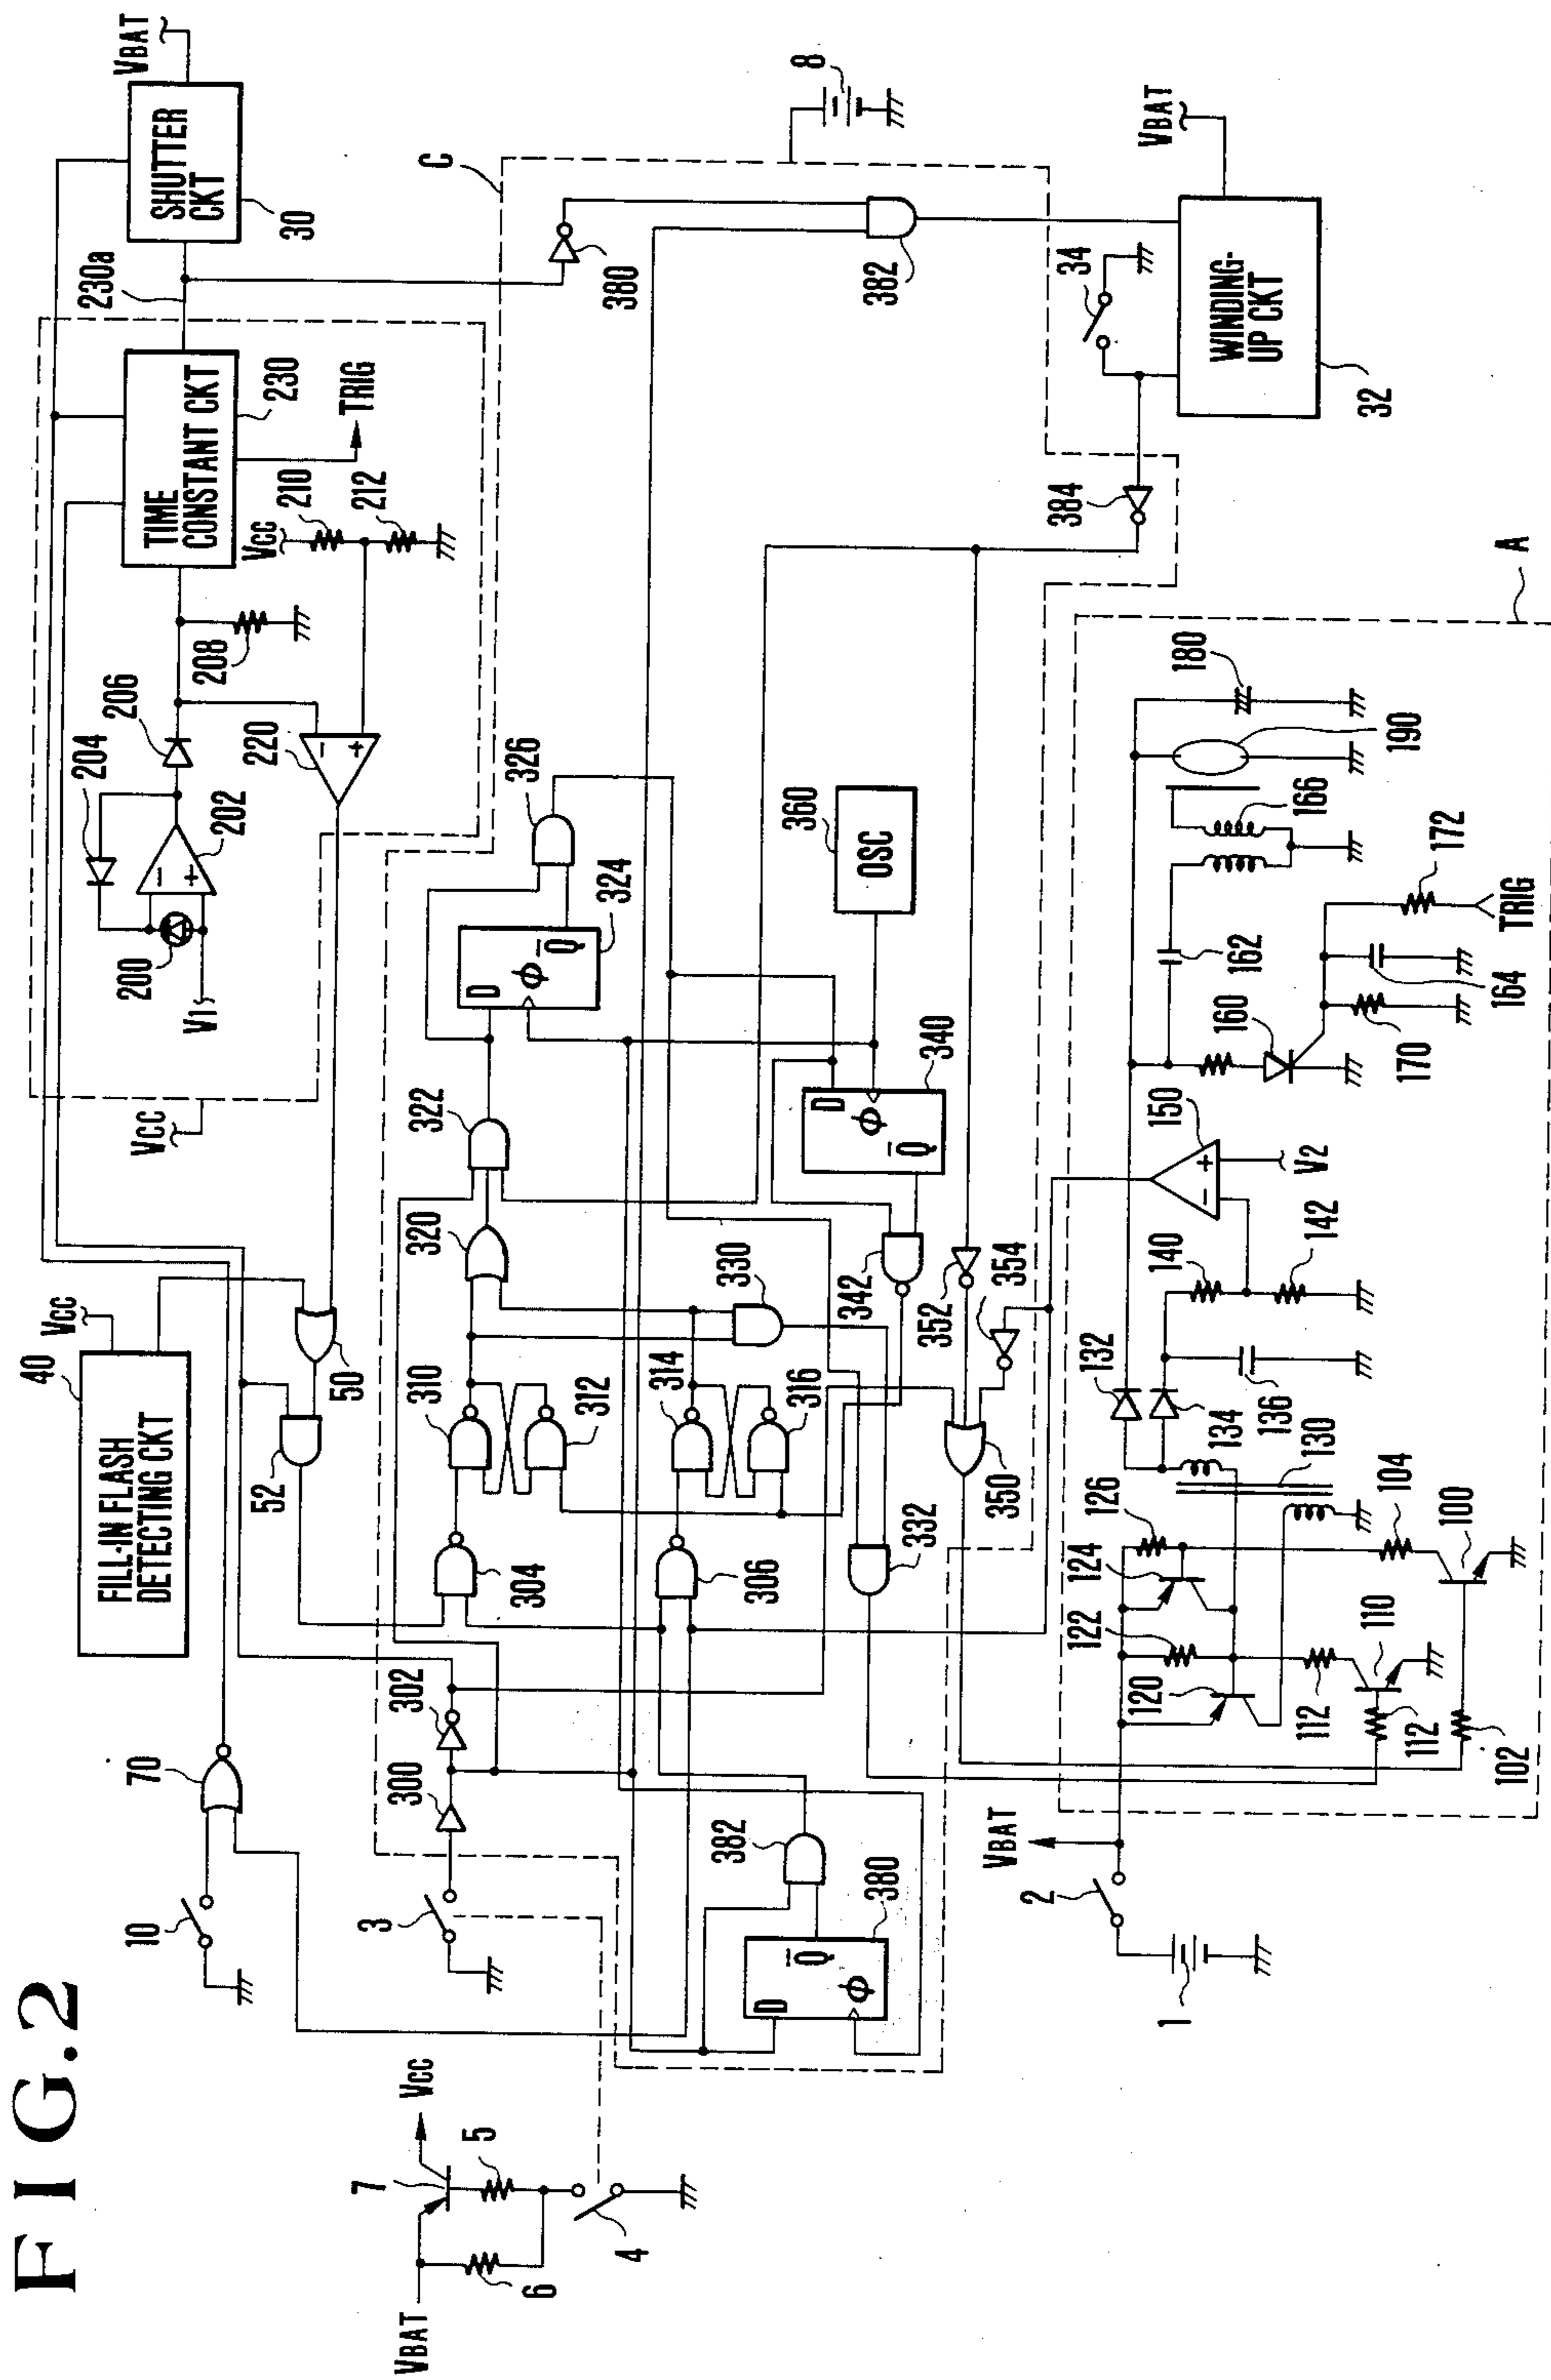 FIG.2
VBAT
6
7
5
VCC
4
10
70
40
FILL-IN FLASH
DETECTING CKT
VCC
50
52
3
300
302
304
306
310
312
314
316
320
322
324
D
Φ
Q̅
326
330
332
340
D
Φ
Q̅
342
350
352
354
360
OSC
380
D
Φ
Q̅
382
VCC
V1
200
202
−
+
204
206
208
210
212
VCC
220
−
+
TIME
CONSTANT CKT
230
TRIG
230a
SHUTTER
CKT
30
VBAT
C
380
382
8
34
384
WINDING-
UP CKT
32
VBAT
1
2
VBAT
120
122
124
126
112
110
112
102
104
100
130
132
134
136
140
142
150
−
+
V2
160
162
164
166
170
172
TRIG
180
190
A